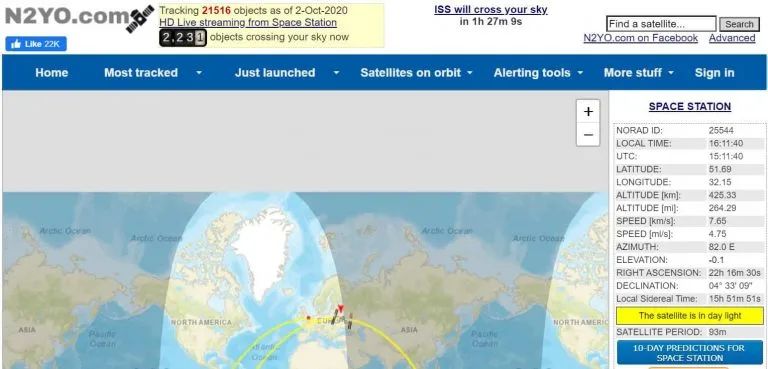 N2YO.com
Tracking 21516 objects as of 2-Oct-2020
HD Live streaming from Space Station
2,231 objects crossing your sky now
Like 22K
ISS will cross your sky
in 1h 27m 9s
Find a satellite...
Search
N2YO.com on Facebook Advanced
Home Most tracked Just launched Satellites on orbit Alerting tools More stuff Sign in
+
−
Arctic Ocean Arctic Ocean Arctic Ocean Arctic Ocean
ASIA NORTH AMERICA EUROPE ASIA NORTH AMERICA
Pacific Ocean Atlantic Ocean Pacific Ocean
SPACE STATION
NORAD ID: 25544
LOCAL TIME: 16:11:40
UTC: 15:11:40
LATITUDE: 51.69
LONGITUDE: 32.15
ALTITUDE [km]: 425.33
ALTITUDE [mi]: 264.29
SPEED [km/s]: 7.65
SPEED [mi/s]: 4.75
AZIMUTH: 82.0 E
ELEVATION: -0.1
RIGHT ASCENSION: 22h 16m 30s
DECLINATION: 04° 33' 09"
Local Sidereal Time: 15h 51m 51s
The satellite is in day light
SATELLITE PERIOD: 93m
10-DAY PREDICTIONS FOR
SPACE STATION